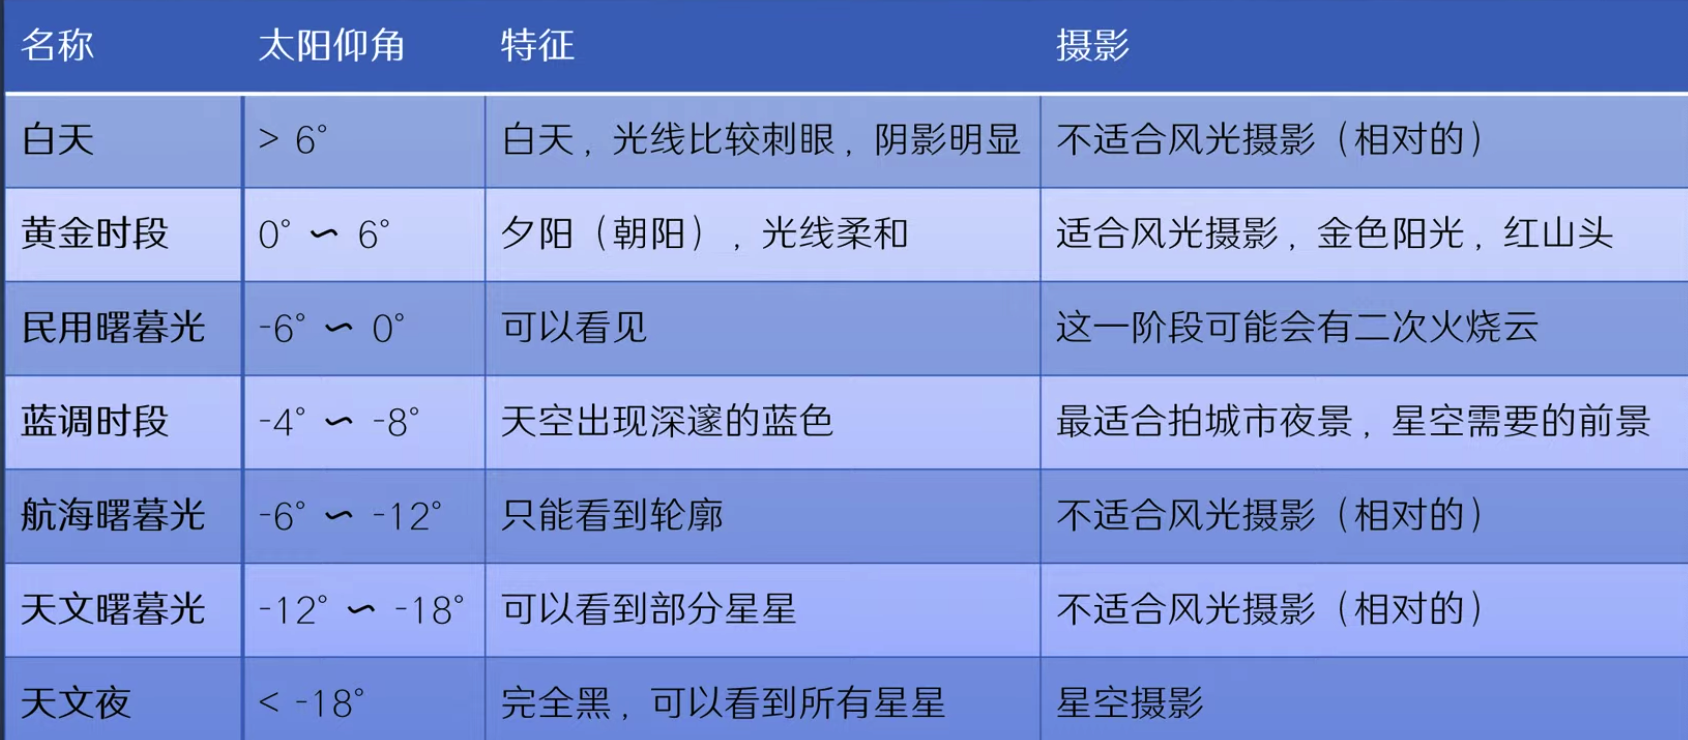 名称 太阳仰角 特征 摄影
白天 > 6° 白天，光线比较刺眼，阴影明显 不适合风光摄影（相对的）
黄金时段 0° ~ 6° 夕阳（朝阳），光线柔和 适合风光摄影，金色阳光，红山头
民用曙暮光 -6° ~ 0° 可以看见 这一阶段可能会有二次火烧云
蓝调时段 -4° ~ -8° 天空出现深邃的蓝色 最适合拍城市夜景，星空需要的前景
航海曙暮光 -6° ~ -12° 只能看到轮廓 不适合风光摄影（相对的）
天文曙暮光 -12° ~ -18° 可以看到部分星星 不适合风光摄影（相对的）
天文夜 < -18° 完全黑，可以看到所有星星 星空摄影